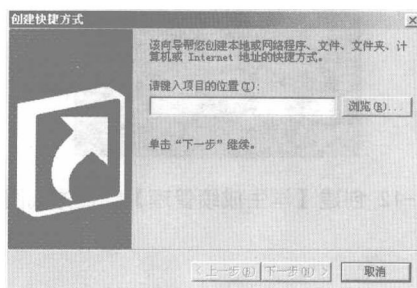 创建快捷方式
该向导帮您创建本地或网络程序、文件、文件夹、计
算机或 Internet 地址的快捷方式。
请键入项目的位置(T):
浏览(R)...
单击“下一步”继续。
<上一步(B) 下一步(N)> 取消